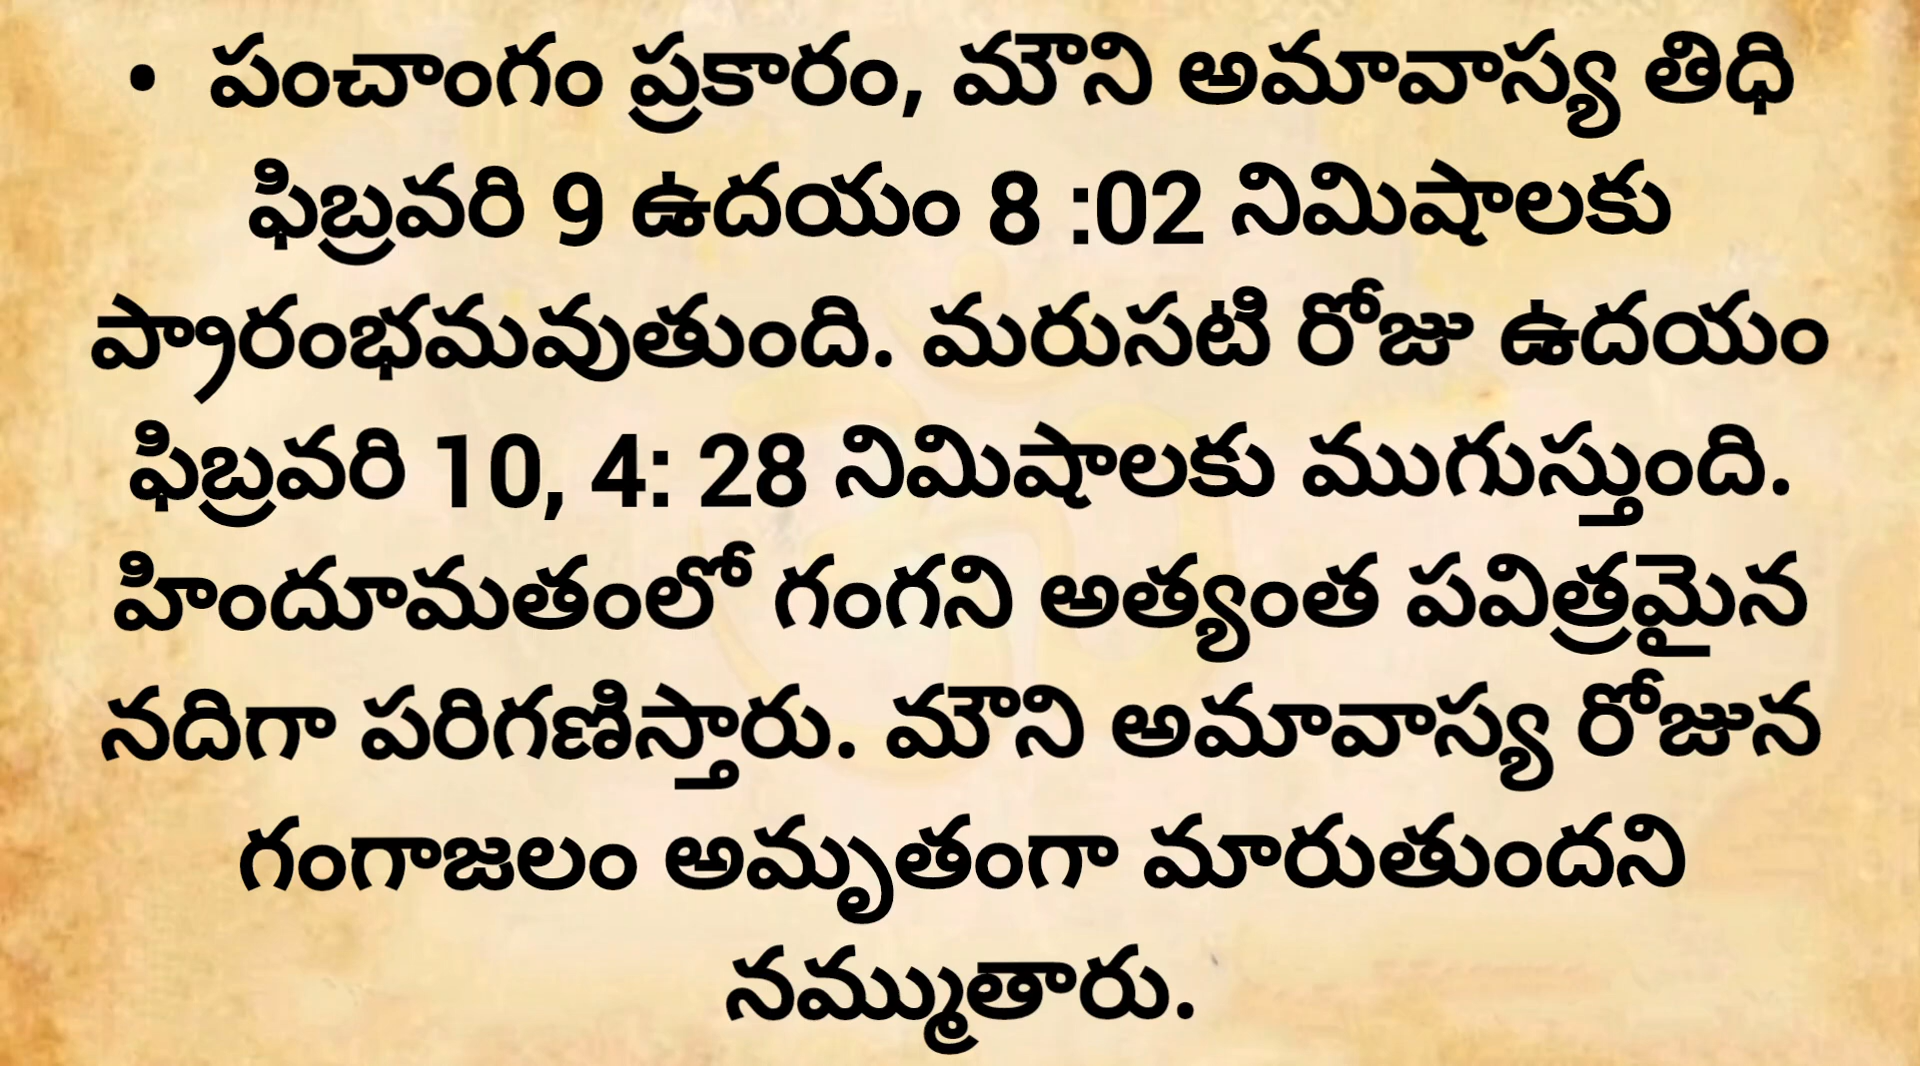 • పంచాంగం ప్రకారం, మౌని అమావాస్య తిధి
ఫిబ్రవరి 9 ఉదయం 8 :02 నిమిషాలకు
ప్రారంభమవుతుంది. మరుసటి రోజు ఉదయం
ఫిబ్రవరి 10, 4: 28 నిమిషాలకు ముగుస్తుంది.
హిందూమతంలో గంగని అత్యంత పవిత్రమైన
నదిగా పరిగణిస్తారు. మౌని అమావాస్య రోజున
గంగాజలం అమృతంగా మారుతుందని
నమ్ముతారు.